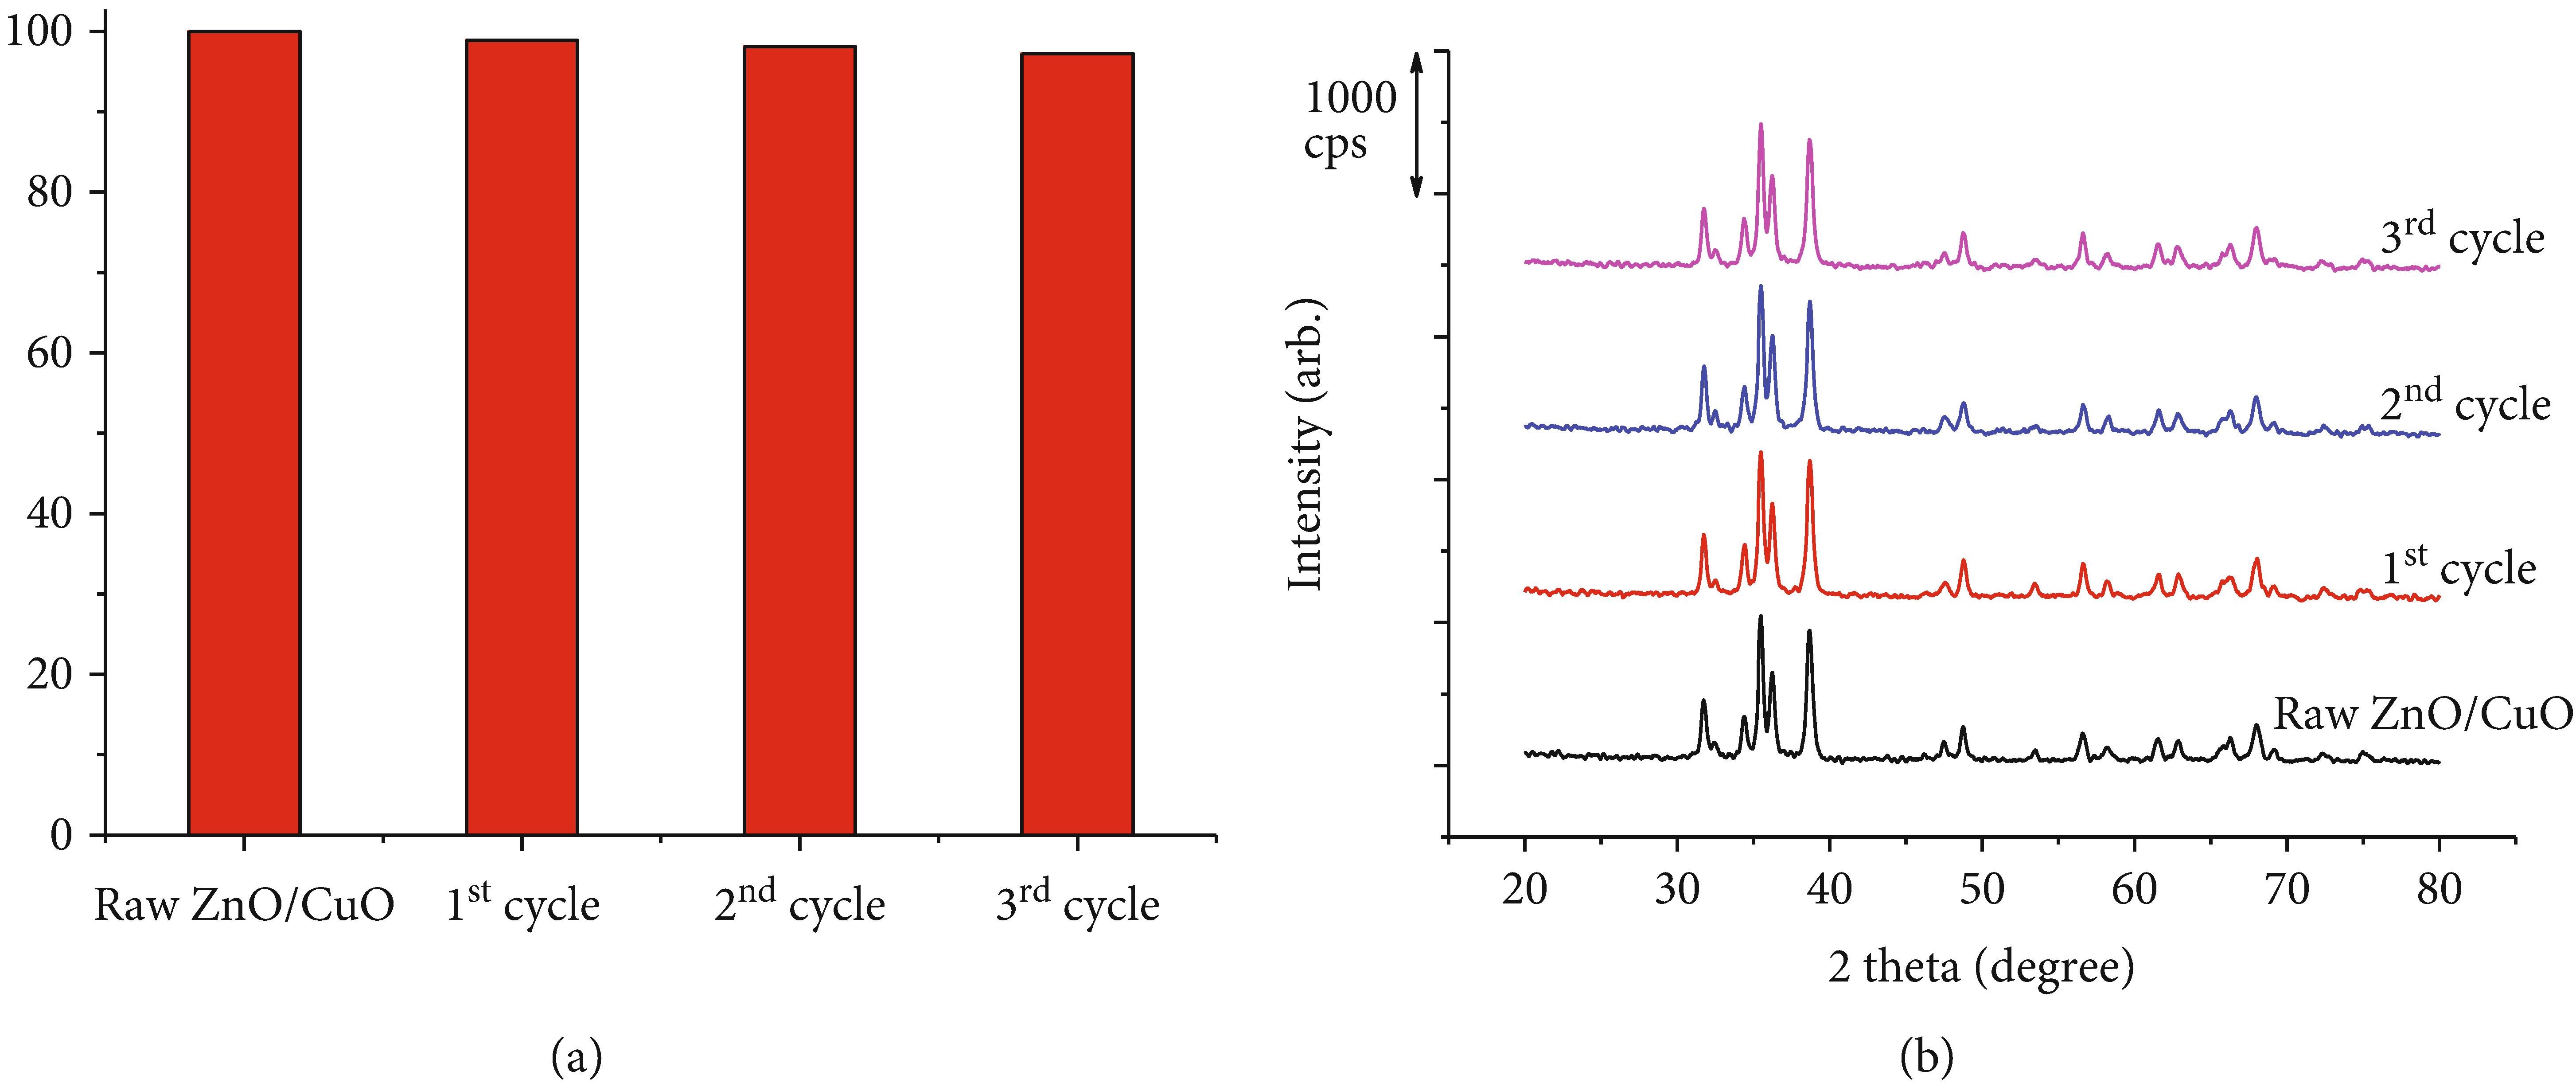 100
80
60
40
20
0
Raw ZnO/CuO 1st cycle 2nd cycle 3rd cycle
(a)
1000
cps
Intensity (arb.)
3rd cycle
2nd cycle
1st cycle
Raw ZnO/CuO
20 30 40 50 60 70 80
2 theta (degree)
(b)